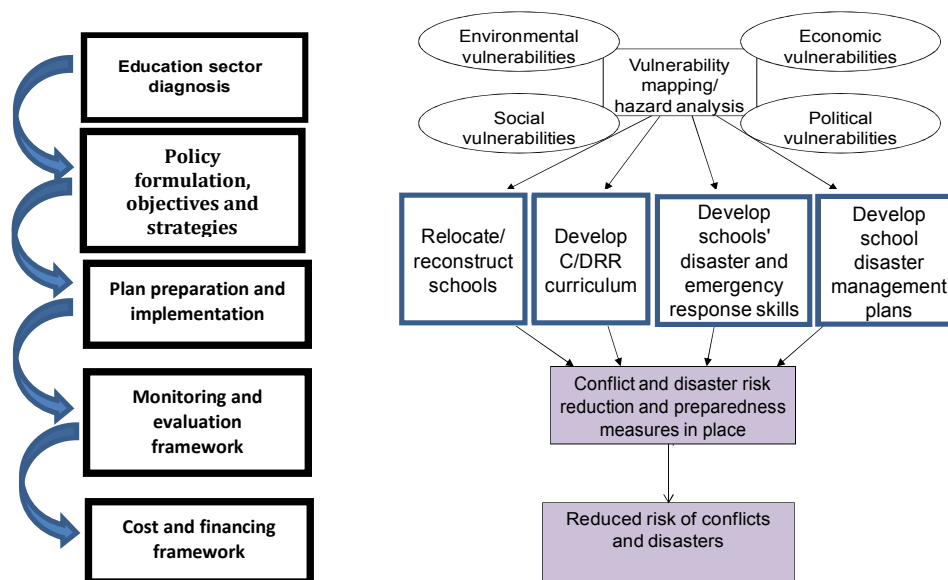 Education sector
diagnosis
Policy
formulation,
objectives and
strategies
Plan preparation and
implementation
Monitoring and
evaluation
framework
Cost and financing
framework
Environmental
vulnerabilities
Economic
vulnerabilities
Vulnerability
mapping/
hazard analysis
Social
vulnerabilities
Political
vulnerabilities
Relocate/
reconstruct
schools
Develop
C/DRR
curriculum
Develop
schools'
disaster and
emergency
response skills
Develop
school
disaster
management
plans
Conflict and disaster risk
reduction and preparedness
measures in place
Reduced risk of conflicts
and disasters